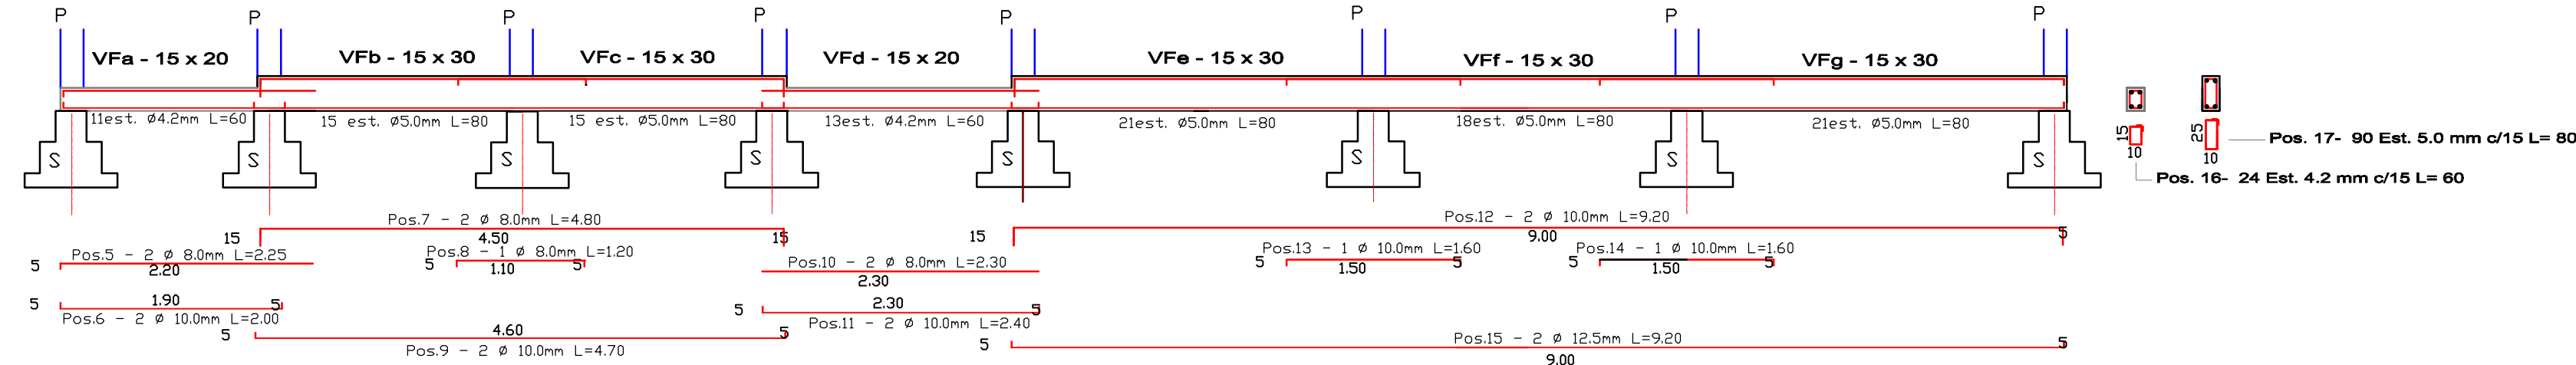 P P P P P P P P
VFa - 15 x 20 VFb - 15 x 30 VFc - 15 x 30 VFd - 15 x 20 VFe - 15 x 30 VFf - 15 x 30 VFg - 15 x 30
11est. Ø4.2mm L=60 15 est. Ø5.0mm L=80 15 est. Ø5.0mm L=80 13est. Ø4.2mm L=60 21est. Ø5.0mm L=80 18est. Ø5.0mm L=80 21est. Ø5.0mm L=80
S S S S S S S S
15
10
25
10
Pos. 17- 90 Est. 5.0 mm c/15 L= 80
Pos. 16- 24 Est. 4.2 mm c/15 L= 60
Pos.7 - 2 Ø 8.0mm L=4.80
15 4.50 15
Pos.12 - 2 Ø 10.0mm L=9.20
15 9.00 5
Pos.5 - 2 Ø 8.0mm L=2.25
5 2.20
Pos.8 - 1 Ø 8.0mm L=1.20
5 1.10 5
Pos.10 - 2 Ø 8.0mm L=2.30
2.30
Pos.13 - 1 Ø 10.0mm L=1.60
5 1.50 5
Pos.14 - 1 Ø 10.0mm L=1.60
5 1.50 5
5 1.90 5
Pos.6 - 2 Ø 10.0mm L=2.00
5 2.30 5
Pos.11 - 2 Ø 10.0mm L=2.40
5 4.60 5
Pos.9 - 2 Ø 10.0mm L=4.70
Pos.15 - 2 Ø 12.5mm L=9.20
5 9.00 5